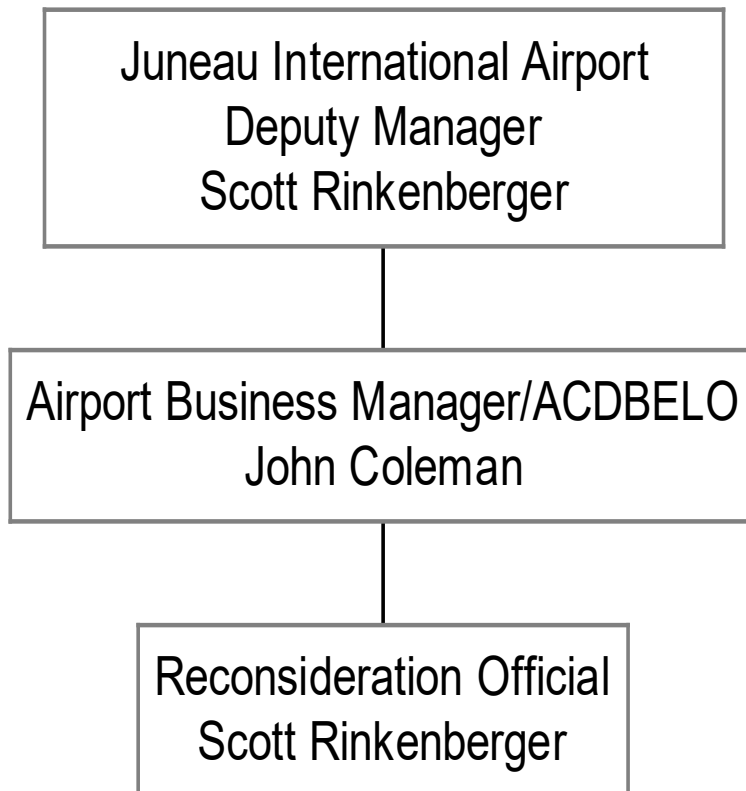 Juneau International Airport
Deputy Manager
Scott Rinkenberger
Airport Business Manager/ACDBELO
John Coleman
Reconsideration Official
Scott Rinkenberger